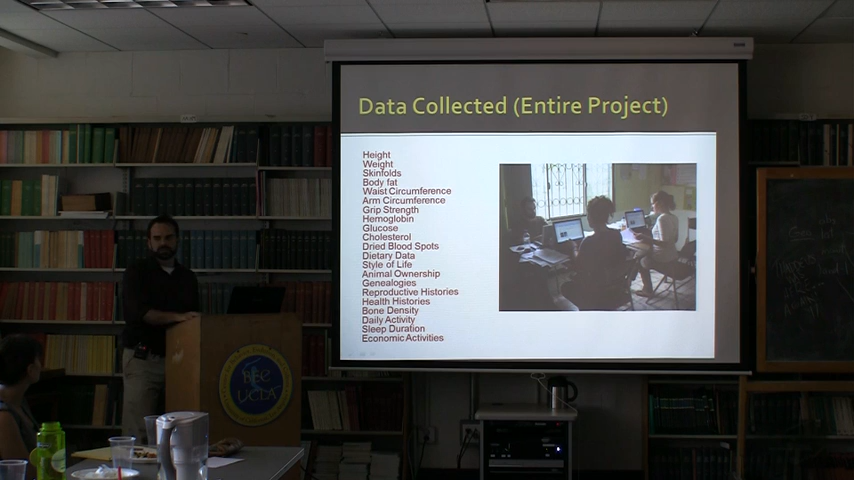 Data Collected (Entire Project)
Height
Weight
Skinfolds
Body fat
Waist Circumference
Arm Circumference
Grip Strength
Hemoglobin
Glucose
Cholesterol
Dried Blood Spots
Dietary Data
Style of Life
Animal Ownership
Genealogies
Reproductive Histories
Health Histories
Bone Density
Daily Activity
Sleep Duration
Economic Activities
BEC
UCLA